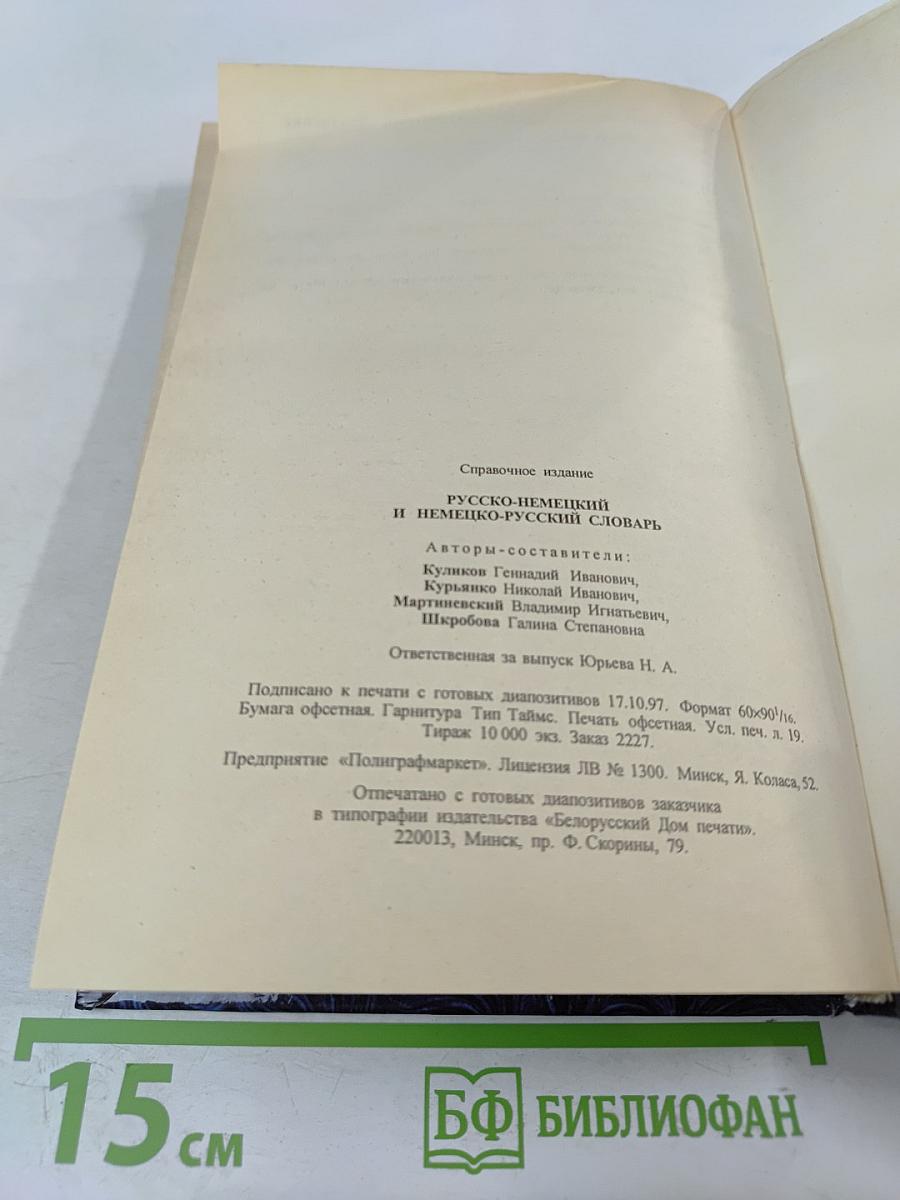 Справочное издание
РУССКО-НЕМЕЦКИЙ
И НЕМЕЦКО-РУССКИЙ СЛОВАРЬ
Авторы-составители:
Куликов Геннадий Иванович,
Курьянко Николай Иванович,
Мартиневский Владимир Игнатьевич,
Шкробова Галина Степановна
Ответственная за выпуск Юрьева Н. А.
Подписано к печати с готовых диапозитивов 17.10.97. Формат 60×90¹/₁₆.
Бумага офсетная. Гарнитура Тип Таймс. Печать офсетная. Усл. печ. л. 19.
Тираж 10 000 экз. Заказ 2227.
Предприятие «Полиграфмаркет». Лицензия ЛВ № 1300. Минск, Я. Коласа, 52.
Отпечатано с готовых диапозитивов заказчика
в типографии издательства «Белорусский Дом печати».
220013, Минск, пр. Ф. Скорины, 79.
15 см
БФ БИБЛИОФАН